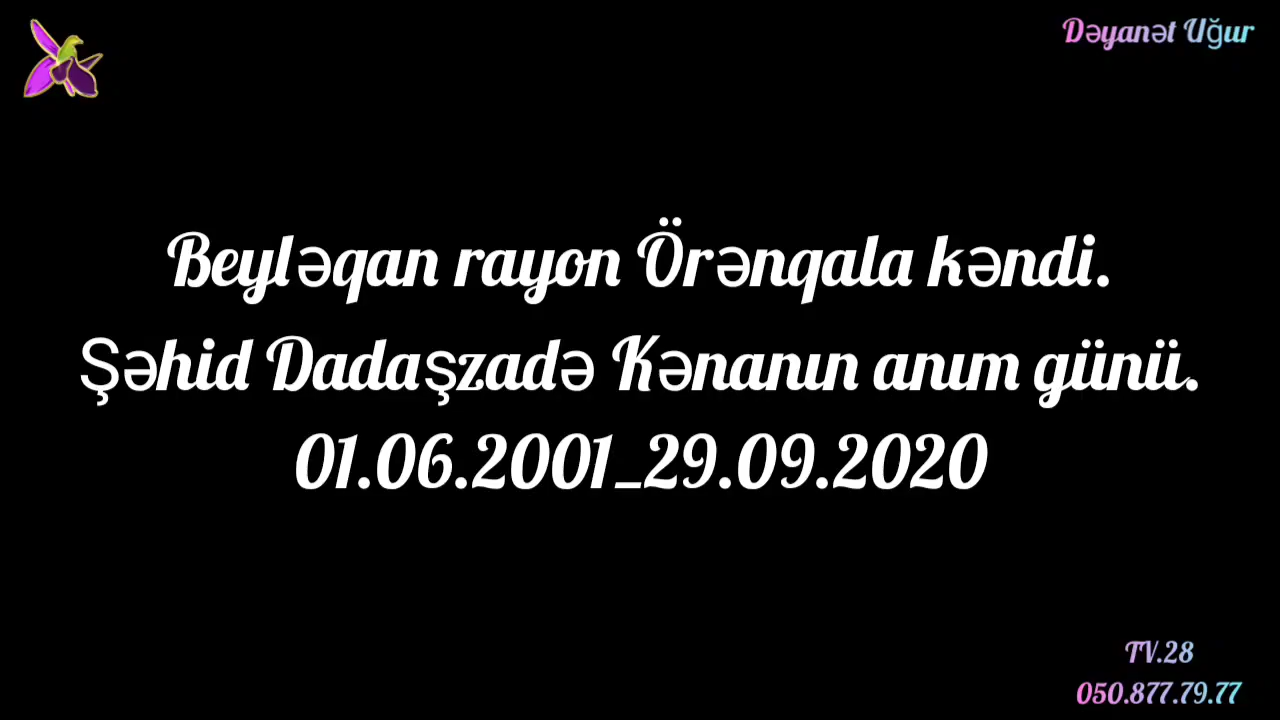 Dəyanət Uğur
Beyləqan rayon Örənqala kəndi.
Şəhid Dadaşzadə Kənanın anım günü.
01.06.2001_29.09.2020
TV.28
050.877.79.77